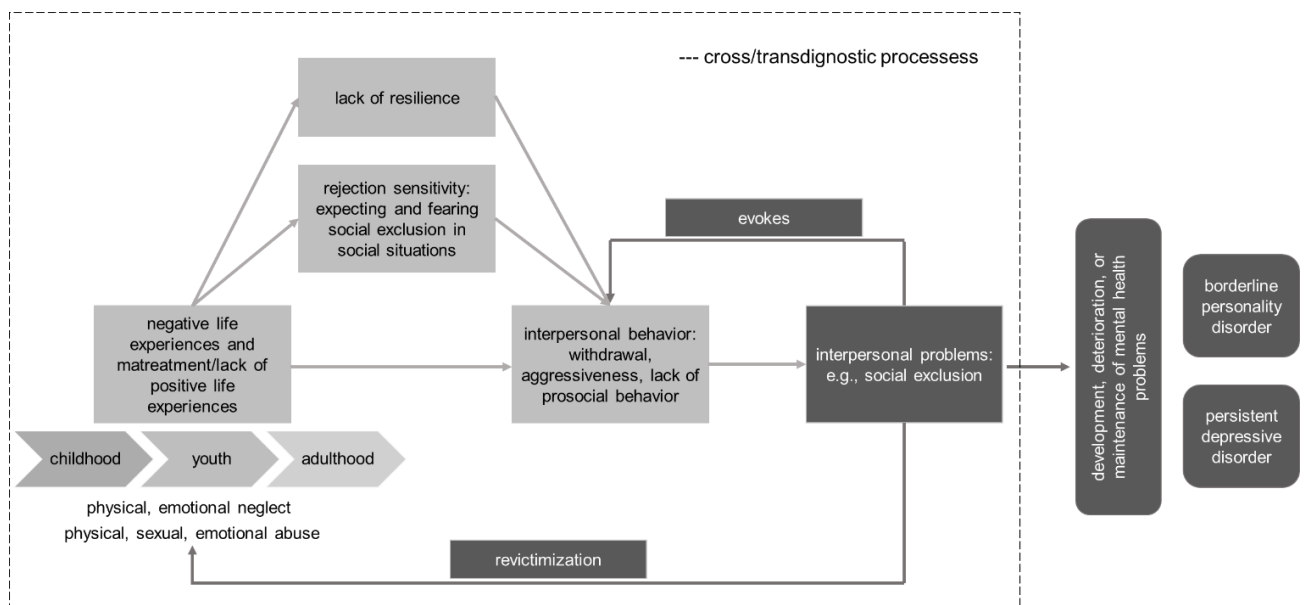 --- cross/transdignostic processess
lack of resilience
rejection sensitivity:
expecting and fearing
social exclusion in
social situations
evokes
negative life
experiences and
matreatment/lack of
positive life
experiences
interpersonal behavior:
withdrawal,
aggressiveness, lack of
prosocial behavior
interpersonal problems:
e.g., social exclusion
development, deterioration, or
maintenance of mental health
problems
borderline
personality
disorder
persistent
depressive
disorder
childhood
youth
adulthood
physical, emotional neglect
physical, sexual, emotional abuse
revictimization